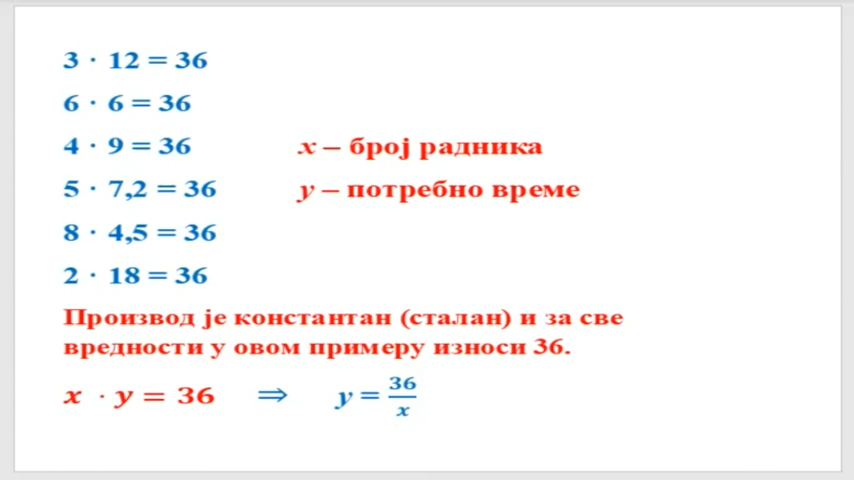 3 · 12 = 36
6 · 6 = 36
4 · 9 = 36
x – број радника
5 · 7,2 = 36
y – потребно време
8 · 4,5 = 36
2 · 18 = 36
Производ је константан (сталан) и за све
вредности у овом примеру износи 36.
x · y = 36 ⟹ y = 36/x